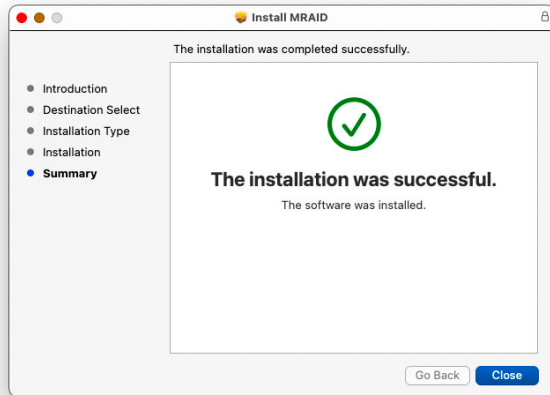 Install MRAID
The installation was completed successfully.
Introduction
Destination Select
Installation Type
Installation
Summary
The installation was successful.
The software was installed.
Go Back
Close